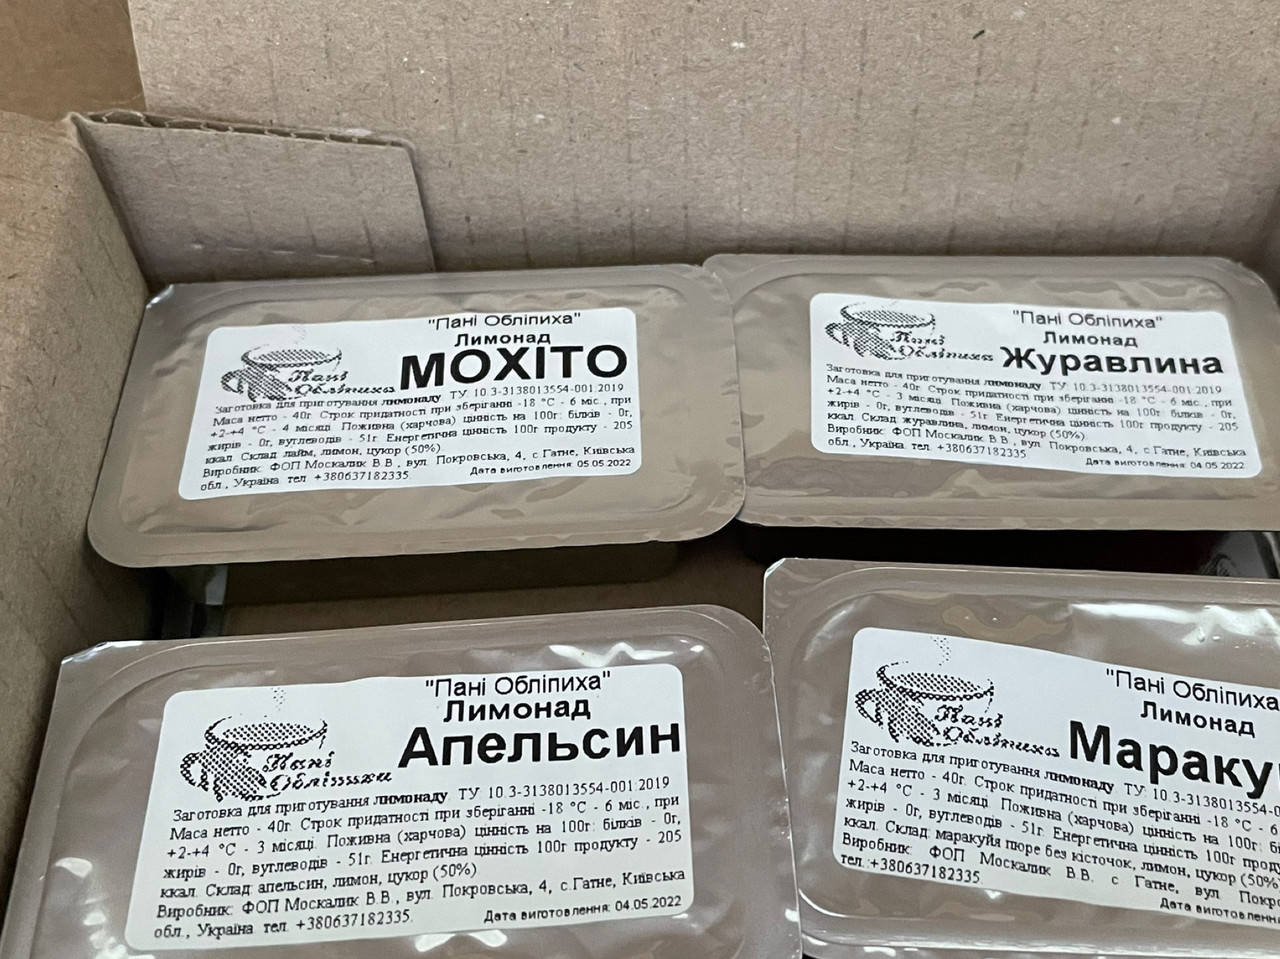 "Пані Обліпиха"
Лимонад
МОХІТО
Пані
Обліпиха
Заготовка для приготування лимонаду. ТУ 10.3-3138013554-001:2019
Маса нетто - 40г. Строк придатності при зберіганні -18 °С - 6 міс., при
+2-+4 °С - 4 місяці. Поживна (харчова) цінність на 100г: білків - 0г,
жирів - 0г, вуглеводів - 51г. Енергетична цінність 100г продукту - 205
ккал. Склад: лайм, лимон, цукор (50%)
Виробник: ФОП Москалик В.В., вул. Покровська, 4, с.Гатне, Київська
обл., Україна. тел. +380637182335.
Дата виготовлення: 05.05.2022
"Пані Обліпиха"
Лимонад
Журавлина
Пані
Обліпиха
Заготовка для приготування лимонаду. ТУ 10.3-3138013554-001:2019
Маса нетто - 40г. Строк придатності при зберіганні -18 °С - 6 міс., при
+2-+4 °С - 3 місяці. Поживна (харчова) цінність на 100г: білків - 0г,
жирів - 0г, вуглеводів - 51г. Енергетична цінність 100г продукту - 205
ккал. Склад: журавлина, лимон, цукор (50%)
Виробник: ФОП Москалик В.В., вул. Покровська, 4, с.Гатне, Київська
обл., Україна. тел. +380637182335
Дата виготовлення: 04.05.2022
"Пані Обліпиха"
Лимонад
Апельсин
Пані
Обліпиха
Заготовка для приготування лимонаду. ТУ 10.3-3138013554-001:2019
Маса нетто - 40г. Строк придатності при зберіганні -18 °С - 6 міс., при
+2-+4 °С - 3 місяці. Поживна (харчова) цінність на 100г: білків - 0г,
жирів - 0г, вуглеводів - 51г. Енергетична цінність 100г продукту - 205
ккал. Склад: апельсин, лимон, цукор (50%)
Виробник: ФОП Москалик В.В., вул. Покровська, 4, с.Гатне, Київська
обл., Україна. тел. +380637182335.
Дата виготовлення: 04.05.2022
"Пані Обліпиха
Лимонад
Мараку
Пані
Обліпиха
Заготовка для приготування лимонаду. ТУ 10.3-3138013554-0
Маса нетто - 40г. Строк придатності при зберіганні -18 °С - 6
+2-+4 °С - 3 місяці. Поживна (харчова) цінність на 100г: бі
жирів - 0г, вуглеводів - 51г. Енергетична цінність 100г проду
ккал. Склад: маракуйя пюре без кісточок, лимон, цукор (50%
Виробник: ФОП Москалик В.В. с. Гатне, вул. Покро
тел.:+380637182335.
Дата виготовлення